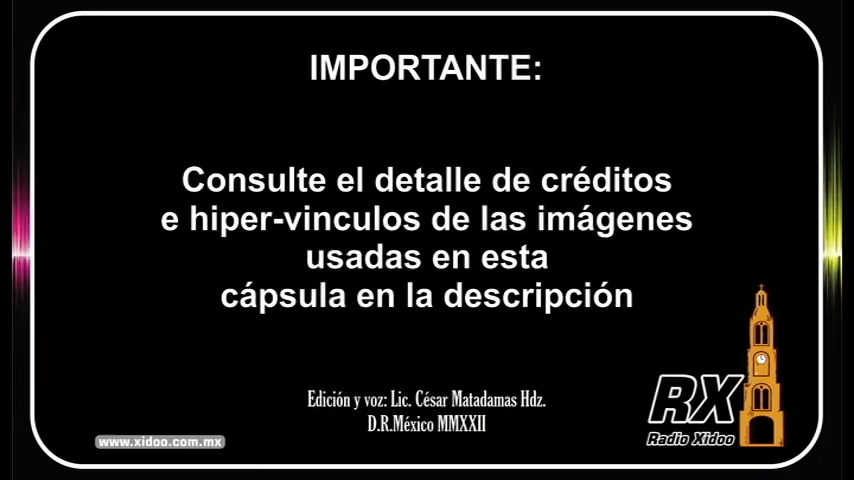 IMPORTANTE:
Consulte el detalle de créditos
e hiper-vinculos de las imágenes
usadas en esta
cápsula en la descripción
Edición y voz: Lic. César Matadamas Hdz.
D.R.México MMXXII
www.xidoo.com.mx
RX
Radio Xidoo